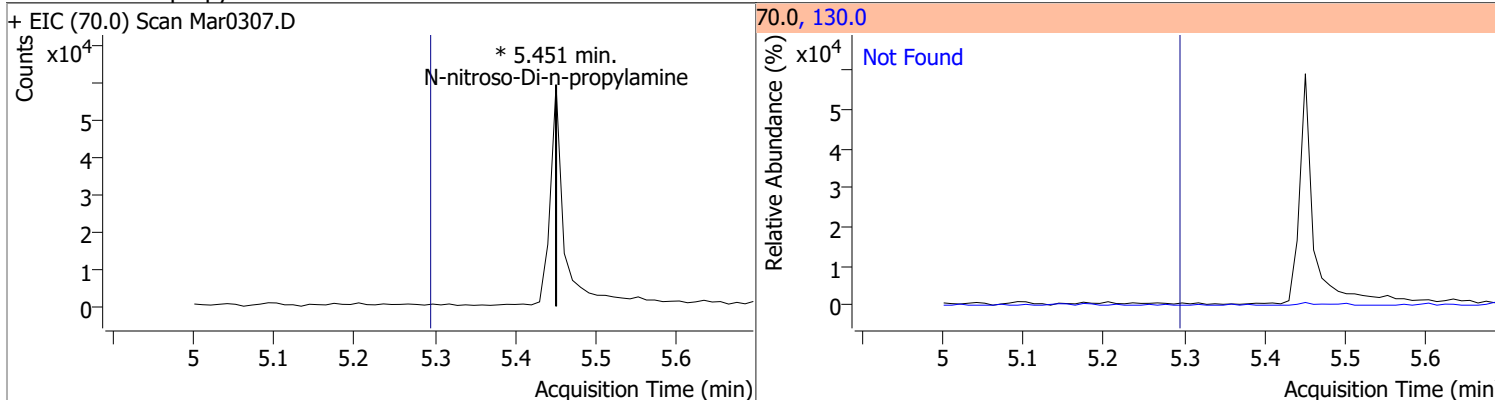 + EIC (70.0) Scan Mar0307.D
Counts
x10^4
* 5.451 min.
N-nitroso-Di-n-propylamine
5
4
3
2
1
0
5 5.1 5.2 5.3 5.4 5.5 5.6
Acquisition Time (min)
70.0, 130.0
Relative Abundance (%)
x10^4
Not Found
5
4
3
2
1
0
5 5.1 5.2 5.3 5.4 5.5 5.6
Acquisition Time (min